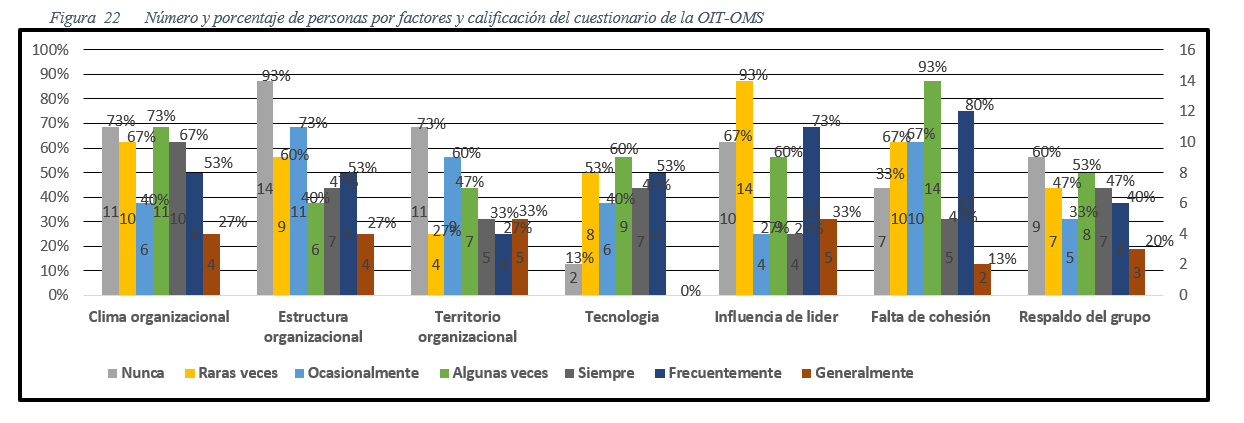 Figura 22 Número y porcentaje de personas por factores y calificación del cuestionario de la OIT-OMS
100% 16
90% 93% 93% 93% 14
80% 80% 12
73% 67% 73% 67% 73% 73% 67% 73% 67% 67%
70%
60% 53% 60% 53% 60% 53% 60% 53% 60% 60% 53% 10
50% 40% 40% 47% 40% 47% 47% 40% 8
40% 27% 27% 33% 33% 33% 33% 6
30% 27% 27% 27% 20% 4
20% 13% 0% 13% 2
10%
0% 0
11 10 6 11 10 4
14 9 11 6 7 4
11 4 7 5 5
2 8 6 9 7
10 14 4 4 5
7 10 10 14 5 2
9 7 5 8 7 3
Clima organizacional Estructura organizacional Territorio organizacional Tecnologia Influencia de lider Falta de cohesión Respaldo del grupo
Nunca Raras veces Ocasionalmente Algunas veces Siempre Frecuentemente Generalmente